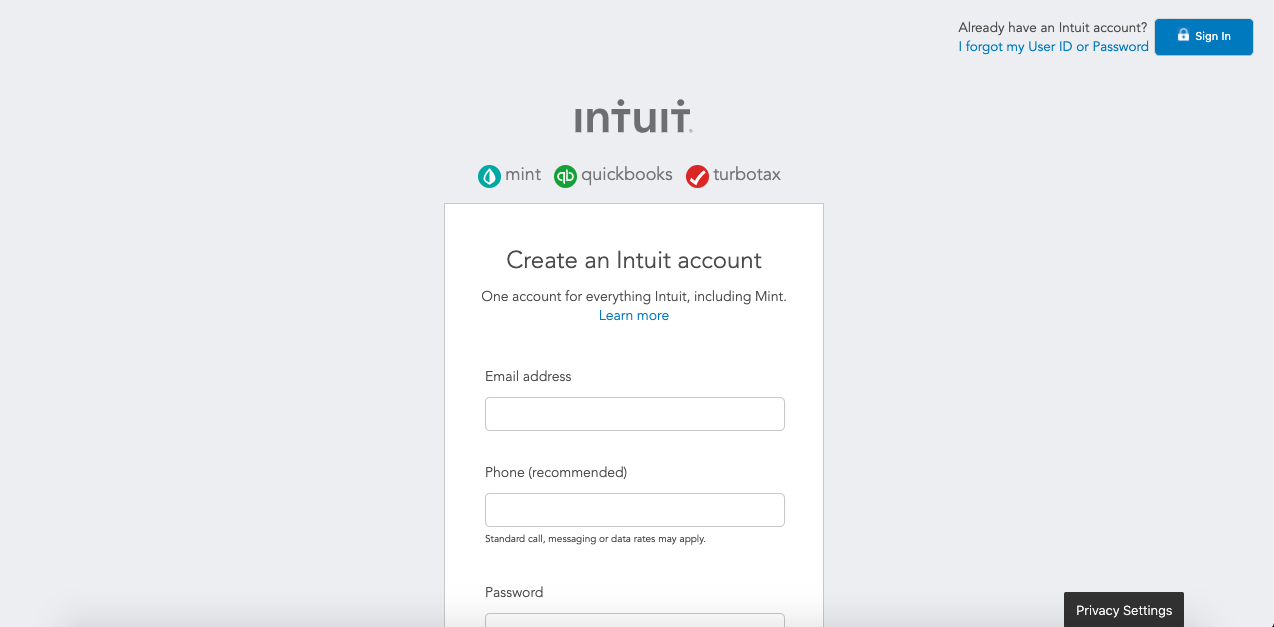 Already have an Intuit account?
I forgot my User ID or Password
Sign In
intuit.
mint
qb
quickbooks
turbotax
Create an Intuit account
One account for everything Intuit, including Mint.
Learn more
Email address
Phone (recommended)
Standard call, messaging or data rates may apply.
Password
Privacy Settings